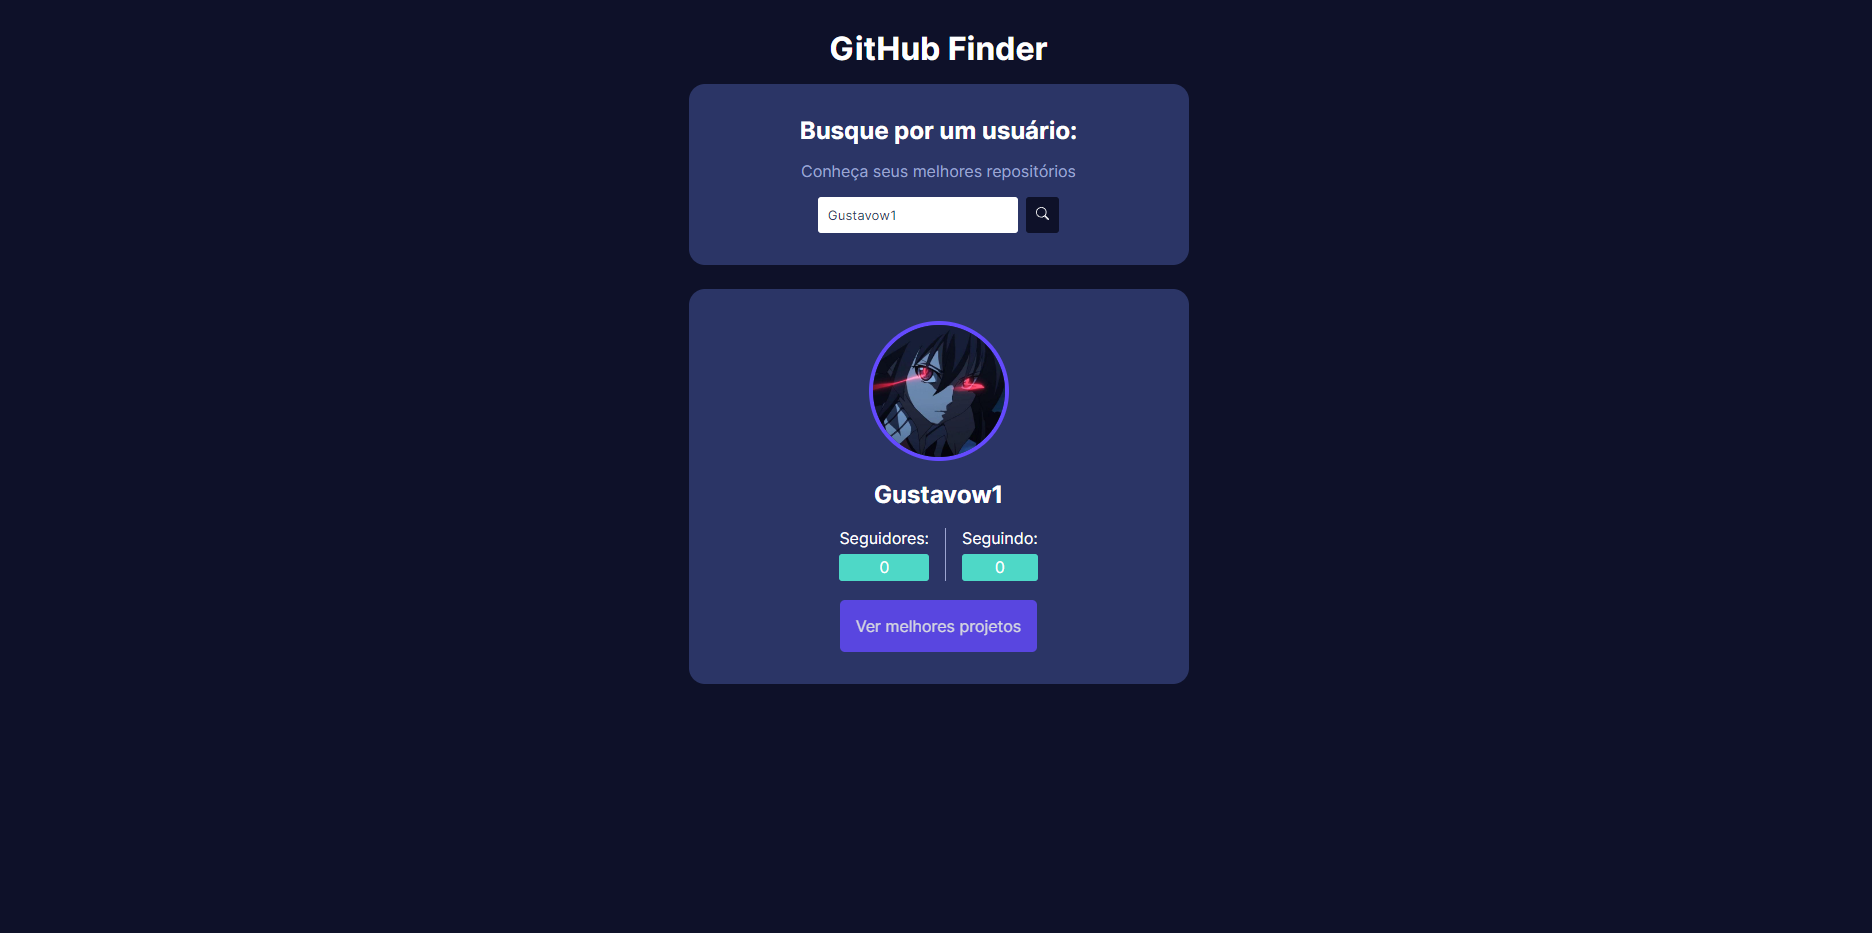 GitHub Finder
Busque por um usuário:
Conheça seus melhores repositórios
Gustavow1
Gustavow1
Seguidores: Seguindo:
0 0
Ver melhores projetos